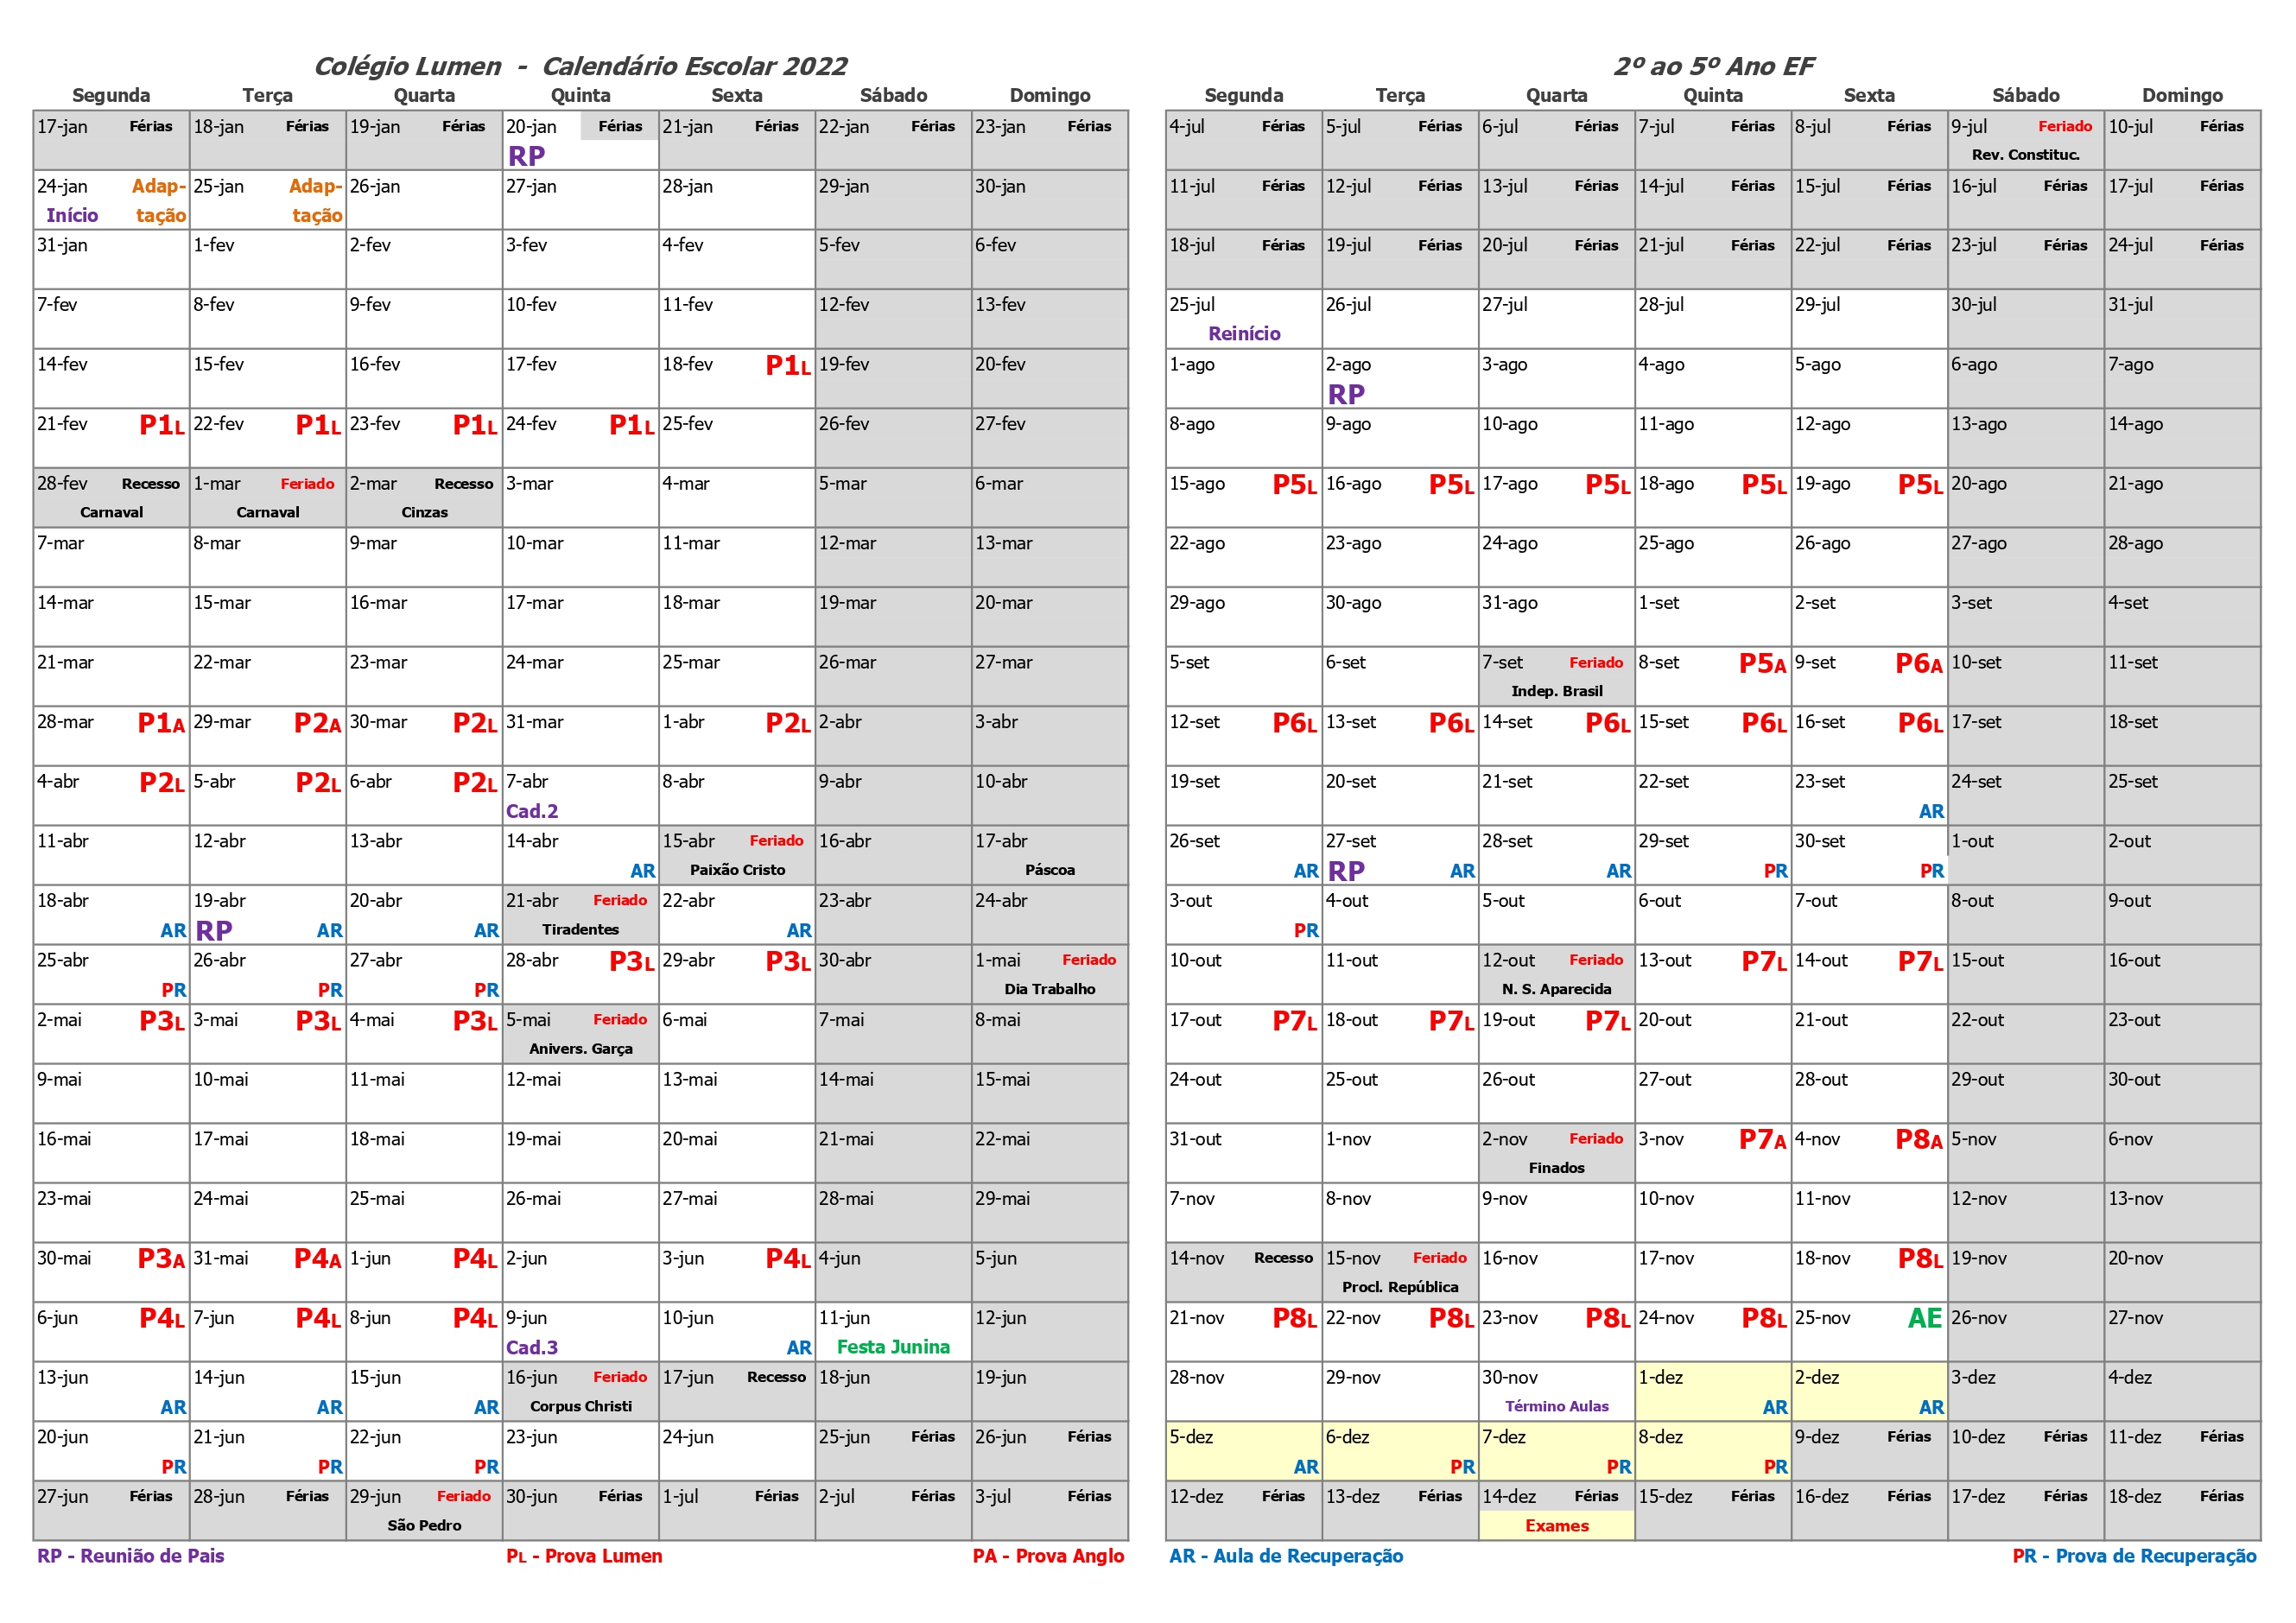 Colégio Lumen - Calendário Escolar 2022
Segunda Terça Quarta Quinta Sexta Sábado Domingo
17-jan Férias 18-jan Férias 19-jan Férias 20-jan Férias 21-jan Férias 22-jan Férias 23-jan Férias
RP
24-jan Adap- 25-jan Adap- 26-jan 27-jan 28-jan 29-jan 30-jan
Início tação tação
31-jan 1-fev 2-fev 3-fev 4-fev 5-fev 6-fev
7-fev 8-fev 9-fev 10-fev 11-fev 12-fev 13-fev
14-fev 15-fev 16-fev 17-fev 18-fev P1L 19-fev 20-fev
21-fev P1L 22-fev P1L 23-fev P1L 24-fev P1L 25-fev 26-fev 27-fev
28-fev Recesso 1-mar Feriado 2-mar Recesso 3-mar 4-mar 5-mar 6-mar
Carnaval Carnaval Cinzas
7-mar 8-mar 9-mar 10-mar 11-mar 12-mar 13-mar
14-mar 15-mar 16-mar 17-mar 18-mar 19-mar 20-mar
21-mar 22-mar 23-mar 24-mar 25-mar 26-mar 27-mar
28-mar P1A 29-mar P2A 30-mar P2L 31-mar 1-abr P2L 2-abr 3-abr
4-abr P2L 5-abr P2L 6-abr P2L 7-abr 8-abr 9-abr 10-abr
Cad.2
11-abr 12-abr 13-abr 14-abr 15-abr Feriado 16-abr 17-abr
AR Paixão Cristo Páscoa
18-abr 19-abr 20-abr 21-abr Feriado 22-abr 23-abr 24-abr
AR RP AR AR Tiradentes AR
25-abr 26-abr 27-abr 28-abr P3L 29-abr P3L 30-abr 1-mai Feriado
PR PR PR Dia Trabalho
2-mai P3L 3-mai P3L 4-mai P3L 5-mai Feriado 6-mai 7-mai 8-mai
Anivers. Garça
9-mai 10-mai 11-mai 12-mai 13-mai 14-mai 15-mai
16-mai 17-mai 18-mai 19-mai 20-mai 21-mai 22-mai
23-mai 24-mai 25-mai 26-mai 27-mai 28-mai 29-mai
30-mai P3A 31-mai P4A 1-jun P4L 2-jun 3-jun P4L 4-jun 5-jun
6-jun P4L 7-jun P4L 8-jun P4L 9-jun 10-jun 11-jun 12-jun
Cad.3 AR Festa Junina
13-jun 14-jun 15-jun 16-jun Feriado 17-jun Recesso 18-jun 19-jun
AR AR AR Corpus Christi
20-jun 21-jun 22-jun 23-jun 24-jun 25-jun Férias 26-jun Férias
PR PR PR
27-jun Férias 28-jun Férias 29-jun Feriado 30-jun Férias 1-jul Férias 2-jul Férias 3-jul Férias
São Pedro
RP - Reunião de Pais PL - Prova Lumen PA - Prova Anglo
2º ao 5º Ano EF
Segunda Terça Quarta Quinta Sexta Sábado Domingo
4-jul Férias 5-jul Férias 6-jul Férias 7-jul Férias 8-jul Férias 9-jul Feriado 10-jul Férias
Rev. Constituc.
11-jul Férias 12-jul Férias 13-jul Férias 14-jul Férias 15-jul Férias 16-jul Férias 17-jul Férias
18-jul Férias 19-jul Férias 20-jul Férias 21-jul Férias 22-jul Férias 23-jul Férias 24-jul Férias
25-jul 26-jul 27-jul 28-jul 29-jul 30-jul 31-jul
Reinício
1-ago 2-ago 3-ago 4-ago 5-ago 6-ago 7-ago
RP
8-ago 9-ago 10-ago 11-ago 12-ago 13-ago 14-ago
15-ago P5L 16-ago P5L 17-ago P5L 18-ago P5L 19-ago P5L 20-ago 21-ago
22-ago 23-ago 24-ago 25-ago 26-ago 27-ago 28-ago
29-ago 30-ago 31-ago 1-set 2-set 3-set 4-set
5-set 6-set 7-set Feriado 8-set P5A 9-set P6A 10-set 11-set
Indep. Brasil
12-set P6L 13-set P6L 14-set P6L 15-set P6L 16-set P6L 17-set 18-set
19-set 20-set 21-set 22-set 23-set 24-set 25-set
AR
26-set 27-set 28-set 29-set 30-set 1-out 2-out
AR RP AR AR PR PR
3-out 4-out 5-out 6-out 7-out 8-out 9-out
PR
10-out 11-out 12-out Feriado 13-out P7L 14-out P7L 15-out 16-out
N. S. Aparecida
17-out P7L 18-out P7L 19-out P7L 20-out 21-out 22-out 23-out
24-out 25-out 26-out 27-out 28-out 29-out 30-out
31-out 1-nov 2-nov Feriado 3-nov P7A 4-nov P8A 5-nov 6-nov
Finados
7-nov 8-nov 9-nov 10-nov 11-nov 12-nov 13-nov
14-nov Recesso 15-nov Feriado 16-nov 17-nov 18-nov P8L 19-nov 20-nov
Procl. República
21-nov P8L 22-nov P8L 23-nov P8L 24-nov P8L 25-nov AE 26-nov 27-nov
28-nov 29-nov 30-nov 1-dez 2-dez 3-dez 4-dez
Término Aulas AR AR
5-dez 6-dez 7-dez 8-dez 9-dez Férias 10-dez Férias 11-dez Férias
AR PR PR PR
12-dez Férias 13-dez Férias 14-dez Férias 15-dez Férias 16-dez Férias 17-dez Férias 18-dez Férias
Exames
AR - Aula de Recuperação PR - Prova de Recuperação